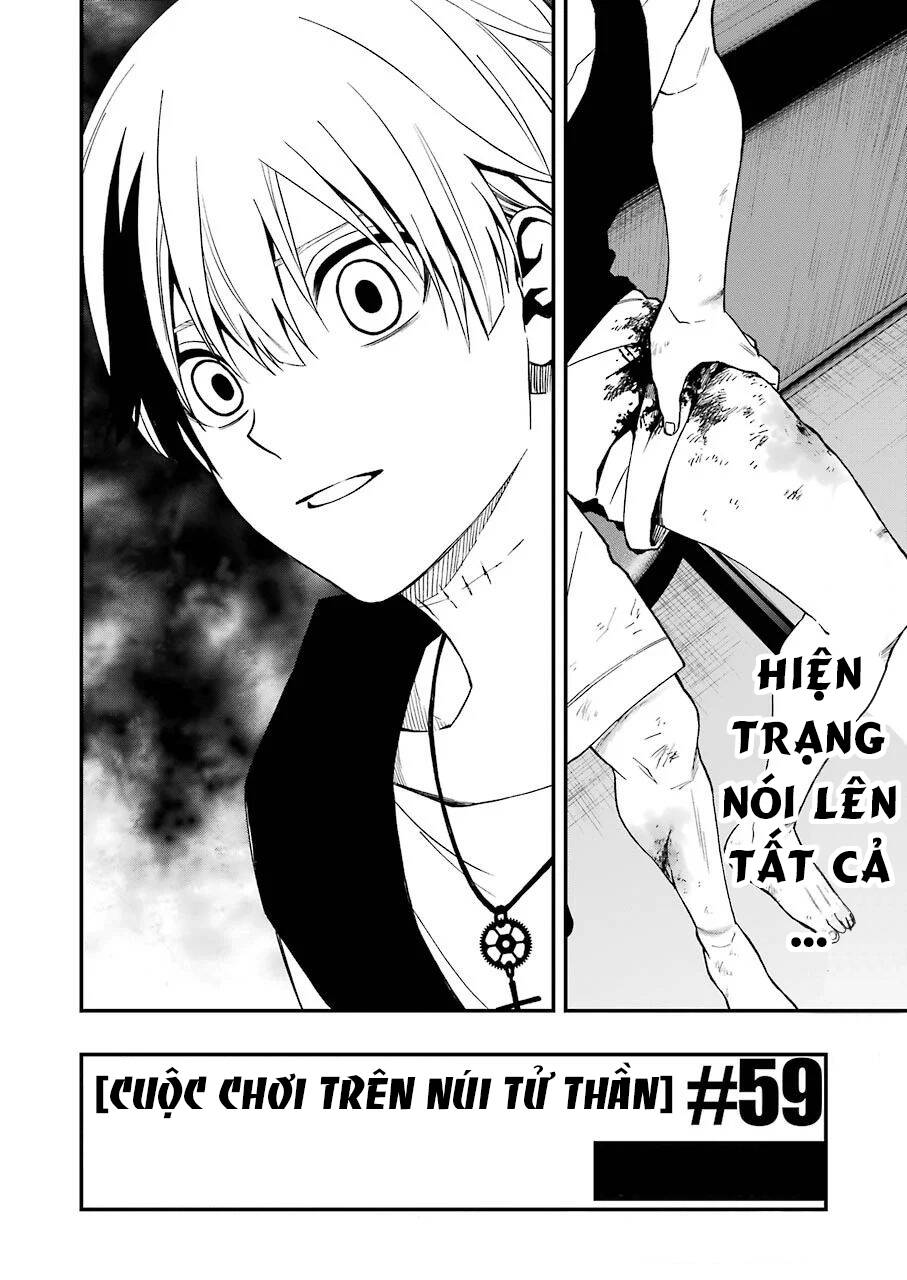 HIỆN
TRẠNG
NÓI LÊN
TẤT CẢ
...
[CUỘC CHƠI TRÊN NÚI TỬ THẦN] #59